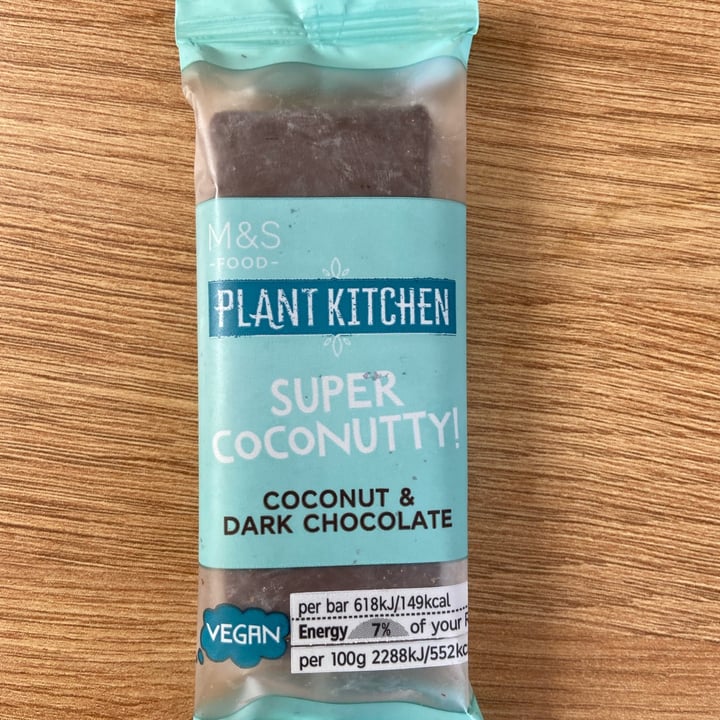 M&S
-FOOD-
PLANT KITCHEN
SUPER
COCONUTTY!
COCONUT &
DARK CHOCOLATE
VEGAN
per bar 618kJ/149kcal
Energy 7% of your
per 100g 2288kJ/552kc